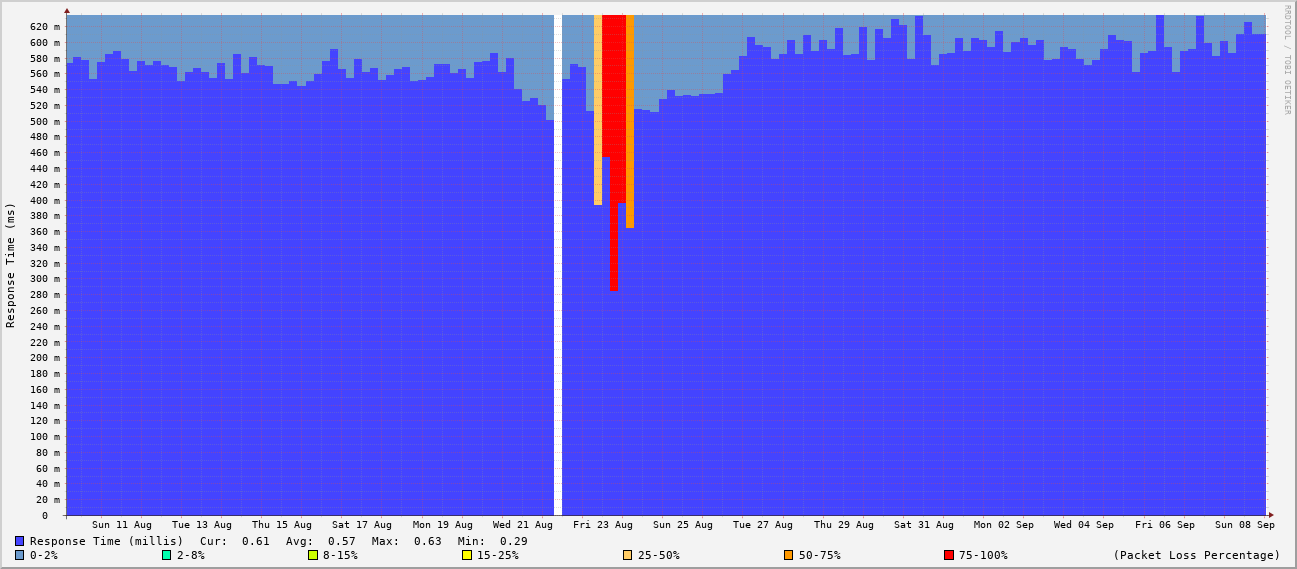 RRDTOOL / TOBI OETIKER
Response Time (ms)
620 m
600 m
580 m
560 m
540 m
520 m
500 m
480 m
460 m
440 m
420 m
400 m
380 m
360 m
340 m
320 m
300 m
280 m
260 m
240 m
220 m
200 m
180 m
160 m
140 m
120 m
100 m
80 m
60 m
40 m
20 m
0
Sun 11 Aug Tue 13 Aug Thu 15 Aug Sat 17 Aug Mon 19 Aug Wed 21 Aug Fri 23 Aug Sun 25 Aug Tue 27 Aug Thu 29 Aug Sat 31 Aug Mon 02 Sep Wed 04 Sep Fri 06 Sep Sun 08 Sep
Response Time (millis) Cur: 0.61 Avg: 0.57 Max: 0.63 Min: 0.29
0-2% 2-8% 8-15% 15-25% 25-50% 50-75% 75-100% (Packet Loss Percentage)